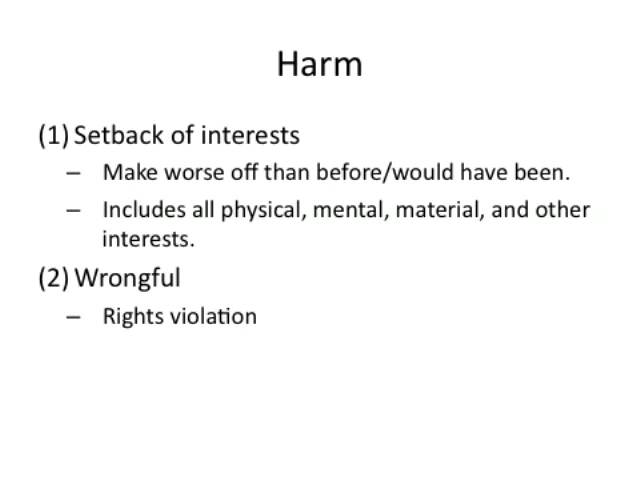 Harm
(1) Setback of interests
– Make worse off than before/would have been.
– Includes all physical, mental, material, and other
interests.
(2) Wrongful
– Rights violation